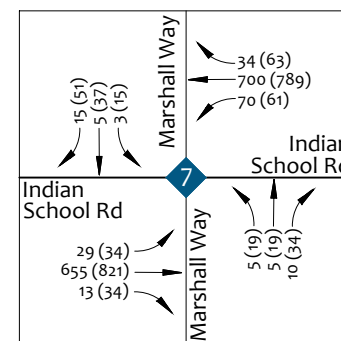 Marshall Way
34 (63)
700 (789)
70 (61)
15 (51)
5 (37)
3 (15)
Indian
School Rd
7
Indian
School Rd
29 (34)
655 (821)
13 (34)
Marshall Way
5 (19)
5 (19)
10 (34)